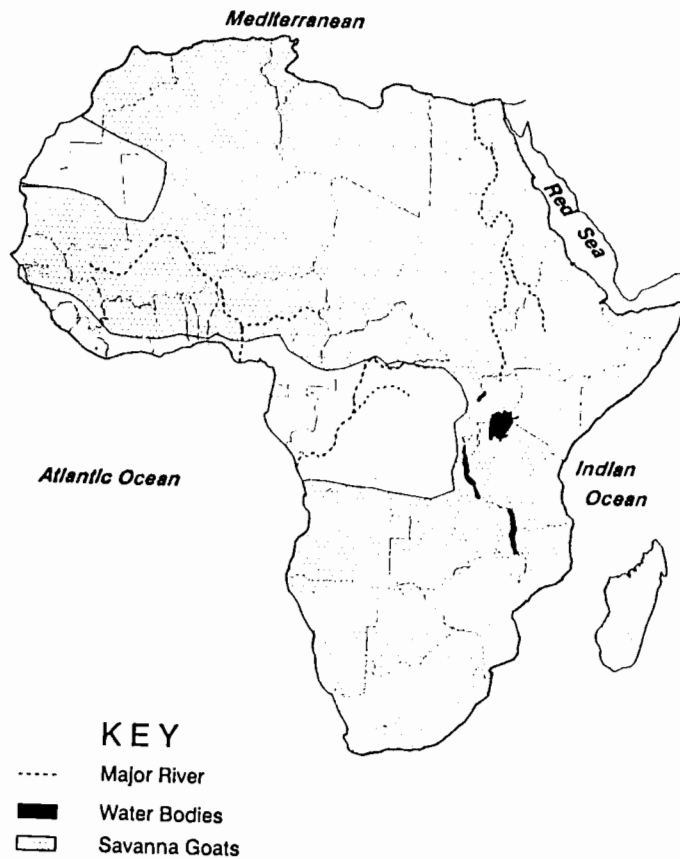 Mediterranean
Red Sea
Atlantic Ocean
Indian
Ocean
KEY
Major River
Water Bodies
Savanna Goats